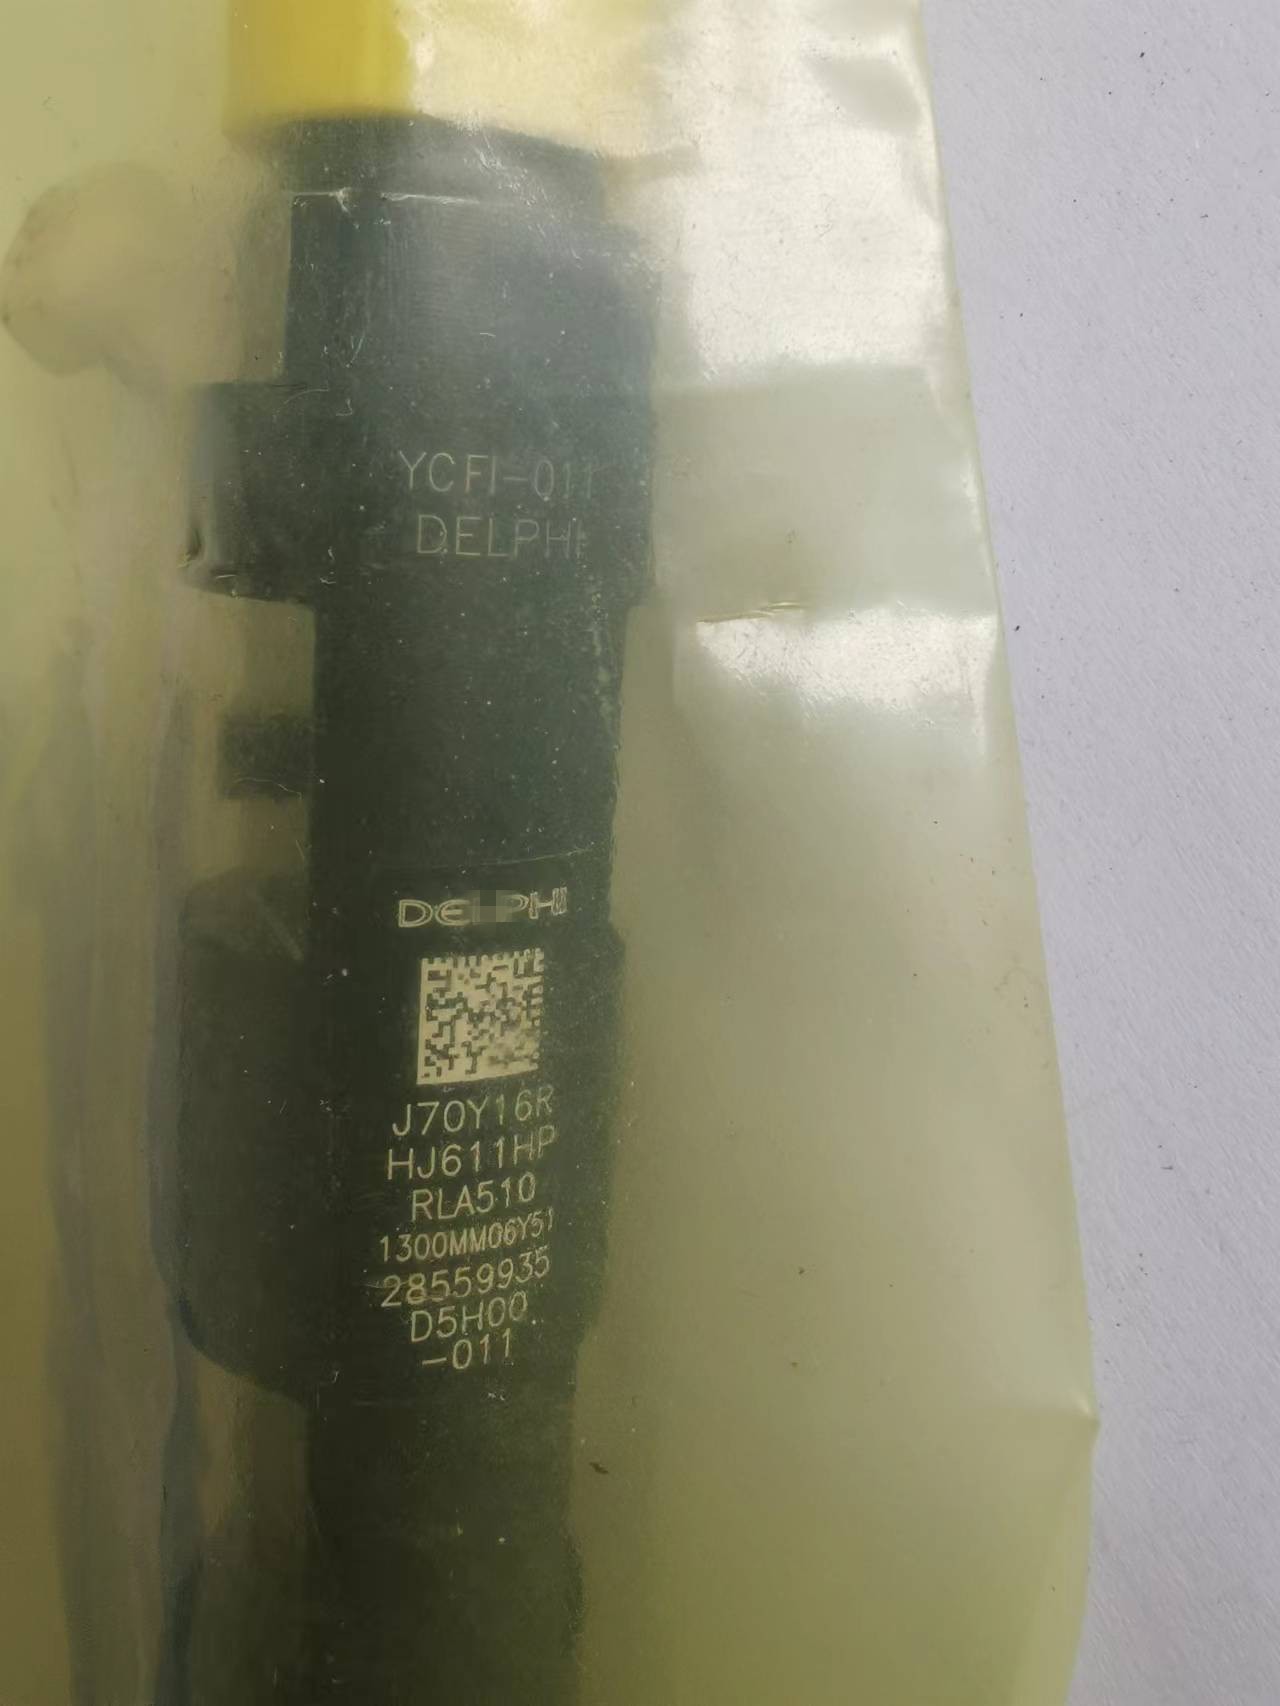 YCFI-011
DELPHI
DELPHI
J70Y16R
HJ611HP
RLA510
1300MM06Y51
28559935
D5H00
-011